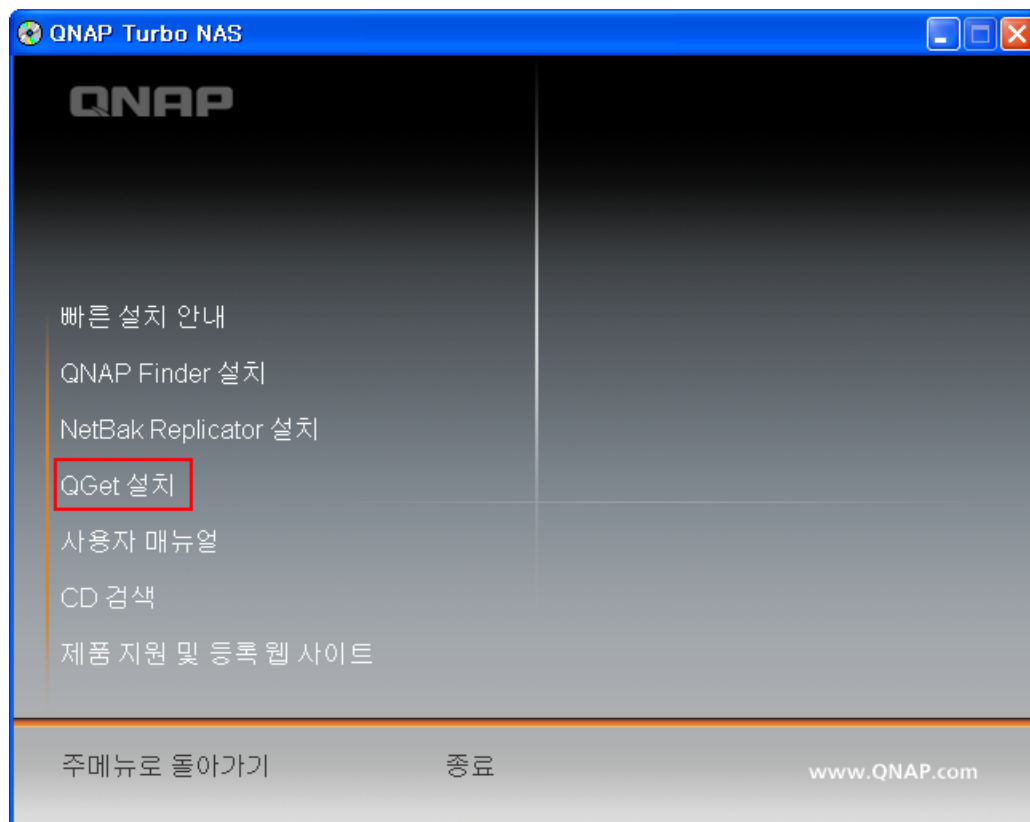 QNAP Turbo NAS
QNAP
빠른 설치 안내
QNAP Finder 설치
NetBak Replicator 설치
QGet 설치
사용자 매뉴얼
CD 검색
제품 지원 및 등록 웹 사이트
주메뉴로 돌아가기
종료
www.QNAP.com